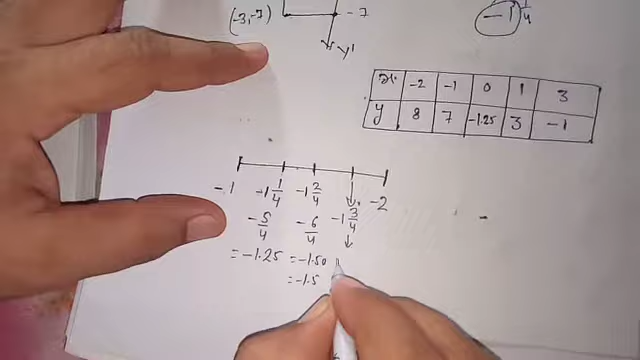 (-3,-7)
-7
y'
-1 1/4
x -2 -1 0 1 3
y 8 7 -1.25 3 -1
-1 -1 1/4 -1 2/4 -1 3/4 -2
-5/4 -6/4
= -1.25 = -1.50
= -1.5